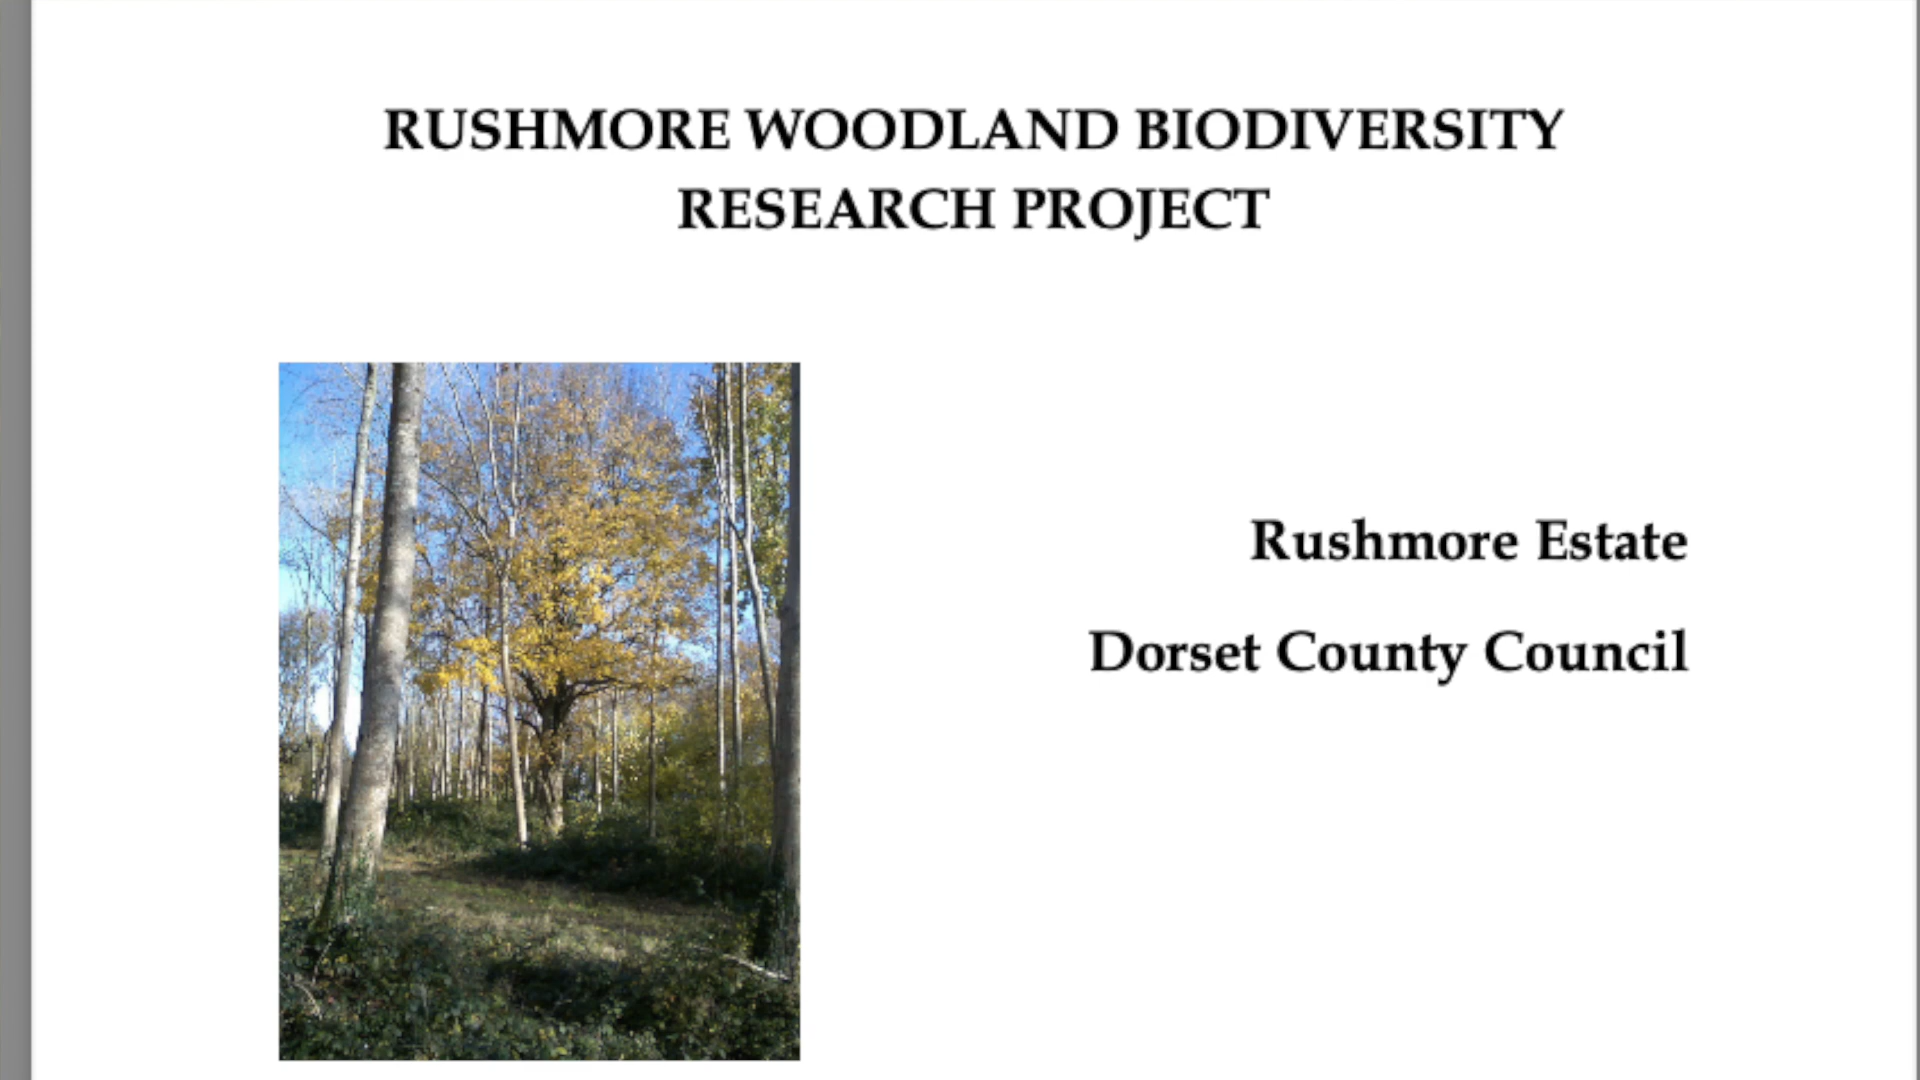 RUSHMORE WOODLAND BIODIVERSITY
RESEARCH PROJECT
Rushmore Estate
Dorset County Council